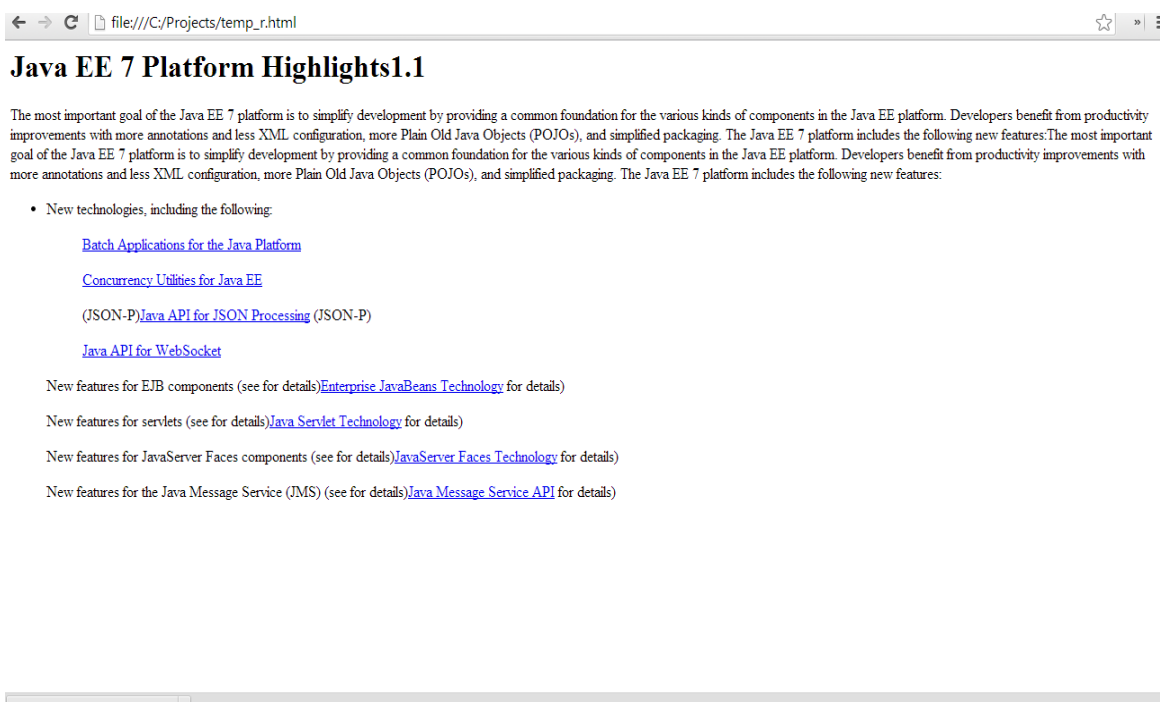 file:///C:/Projects/temp_r.html
»
Java EE 7 Platform Highlights1.1
The most important goal of the Java EE 7 platform is to simplify development by providing a common foundation for the various kinds of components in the Java EE platform. Developers benefit from productivity
improvements with more annotations and less XML configuration, more Plain Old Java Objects (POJOs), and simplified packaging. The Java EE 7 platform includes the following new features:The most important
goal of the Java EE 7 platform is to simplify development by providing a common foundation for the various kinds of components in the Java EE platform. Developers benefit from productivity improvements with
more annotations and less XML configuration, more Plain Old Java Objects (POJOs), and simplified packaging. The Java EE 7 platform includes the following new features:
• New technologies, including the following:
Batch Applications for the Java Platform
Concurrency Utilities for Java EE
(JSON-P)Java API for JSON Processing (JSON-P)
Java API for WebSocket
New features for EJB components (see for details)Enterprise JavaBeans Technology for details)
New features for servlets (see for details)Java Servlet Technology for details)
New features for JavaServer Faces components (see for details)JavaServer Faces Technology for details)
New features for the Java Message Service (JMS) (see for details)Java Message Service API for details)